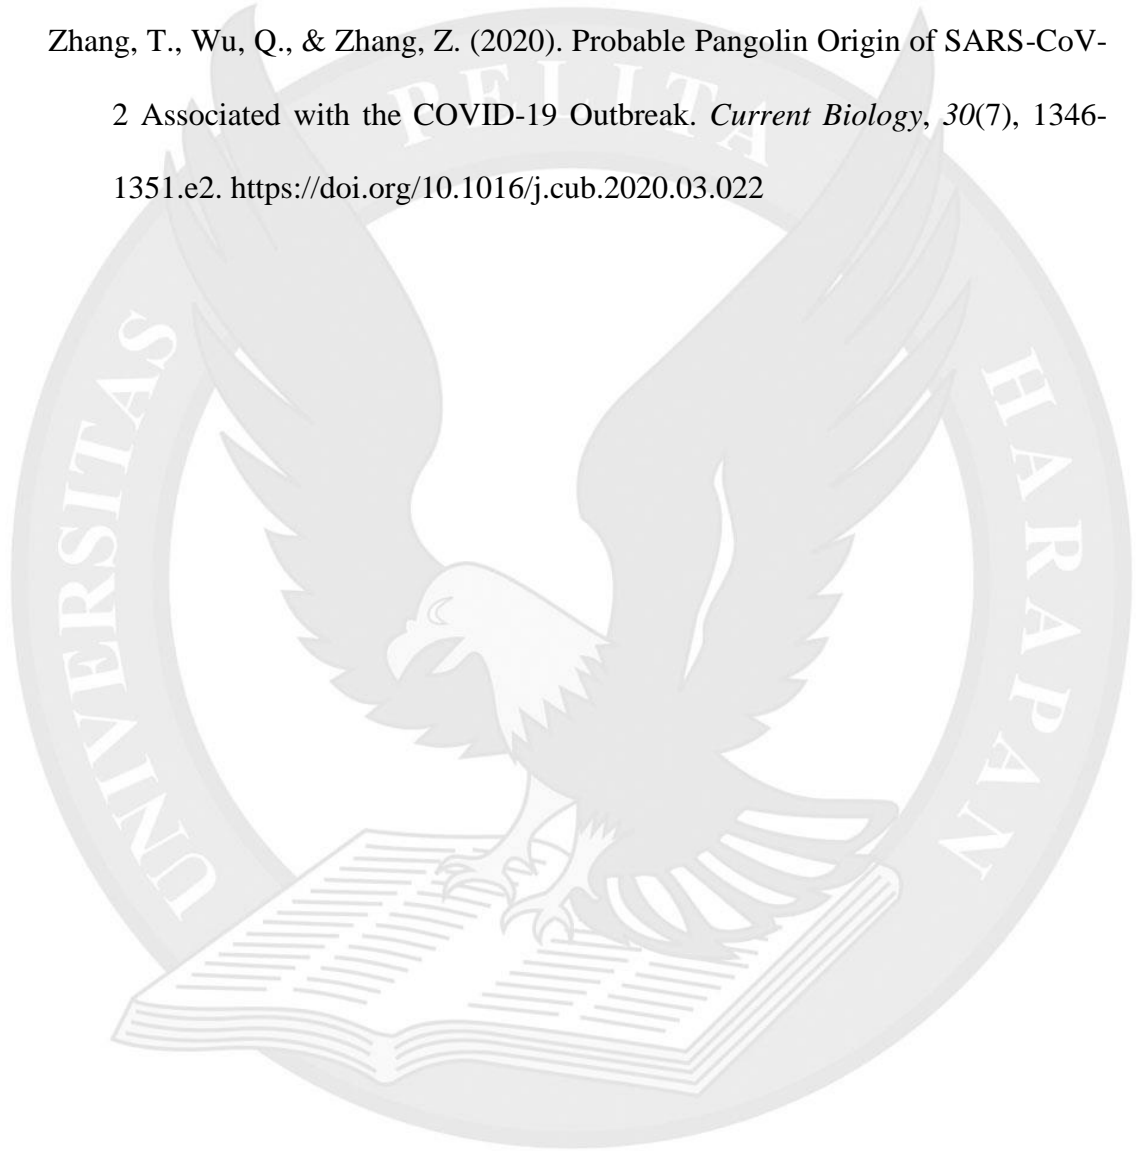 Zhang, T., Wu, Q., & Zhang, Z. (2020). Probable Pangolin Origin of SARS-CoV-
2 Associated with the COVID-19 Outbreak. Current Biology, 30(7), 1346-
1351.e2. https://doi.org/10.1016/j.cub.2020.03.022
UNIVERSITAS PELITA HARAPAN